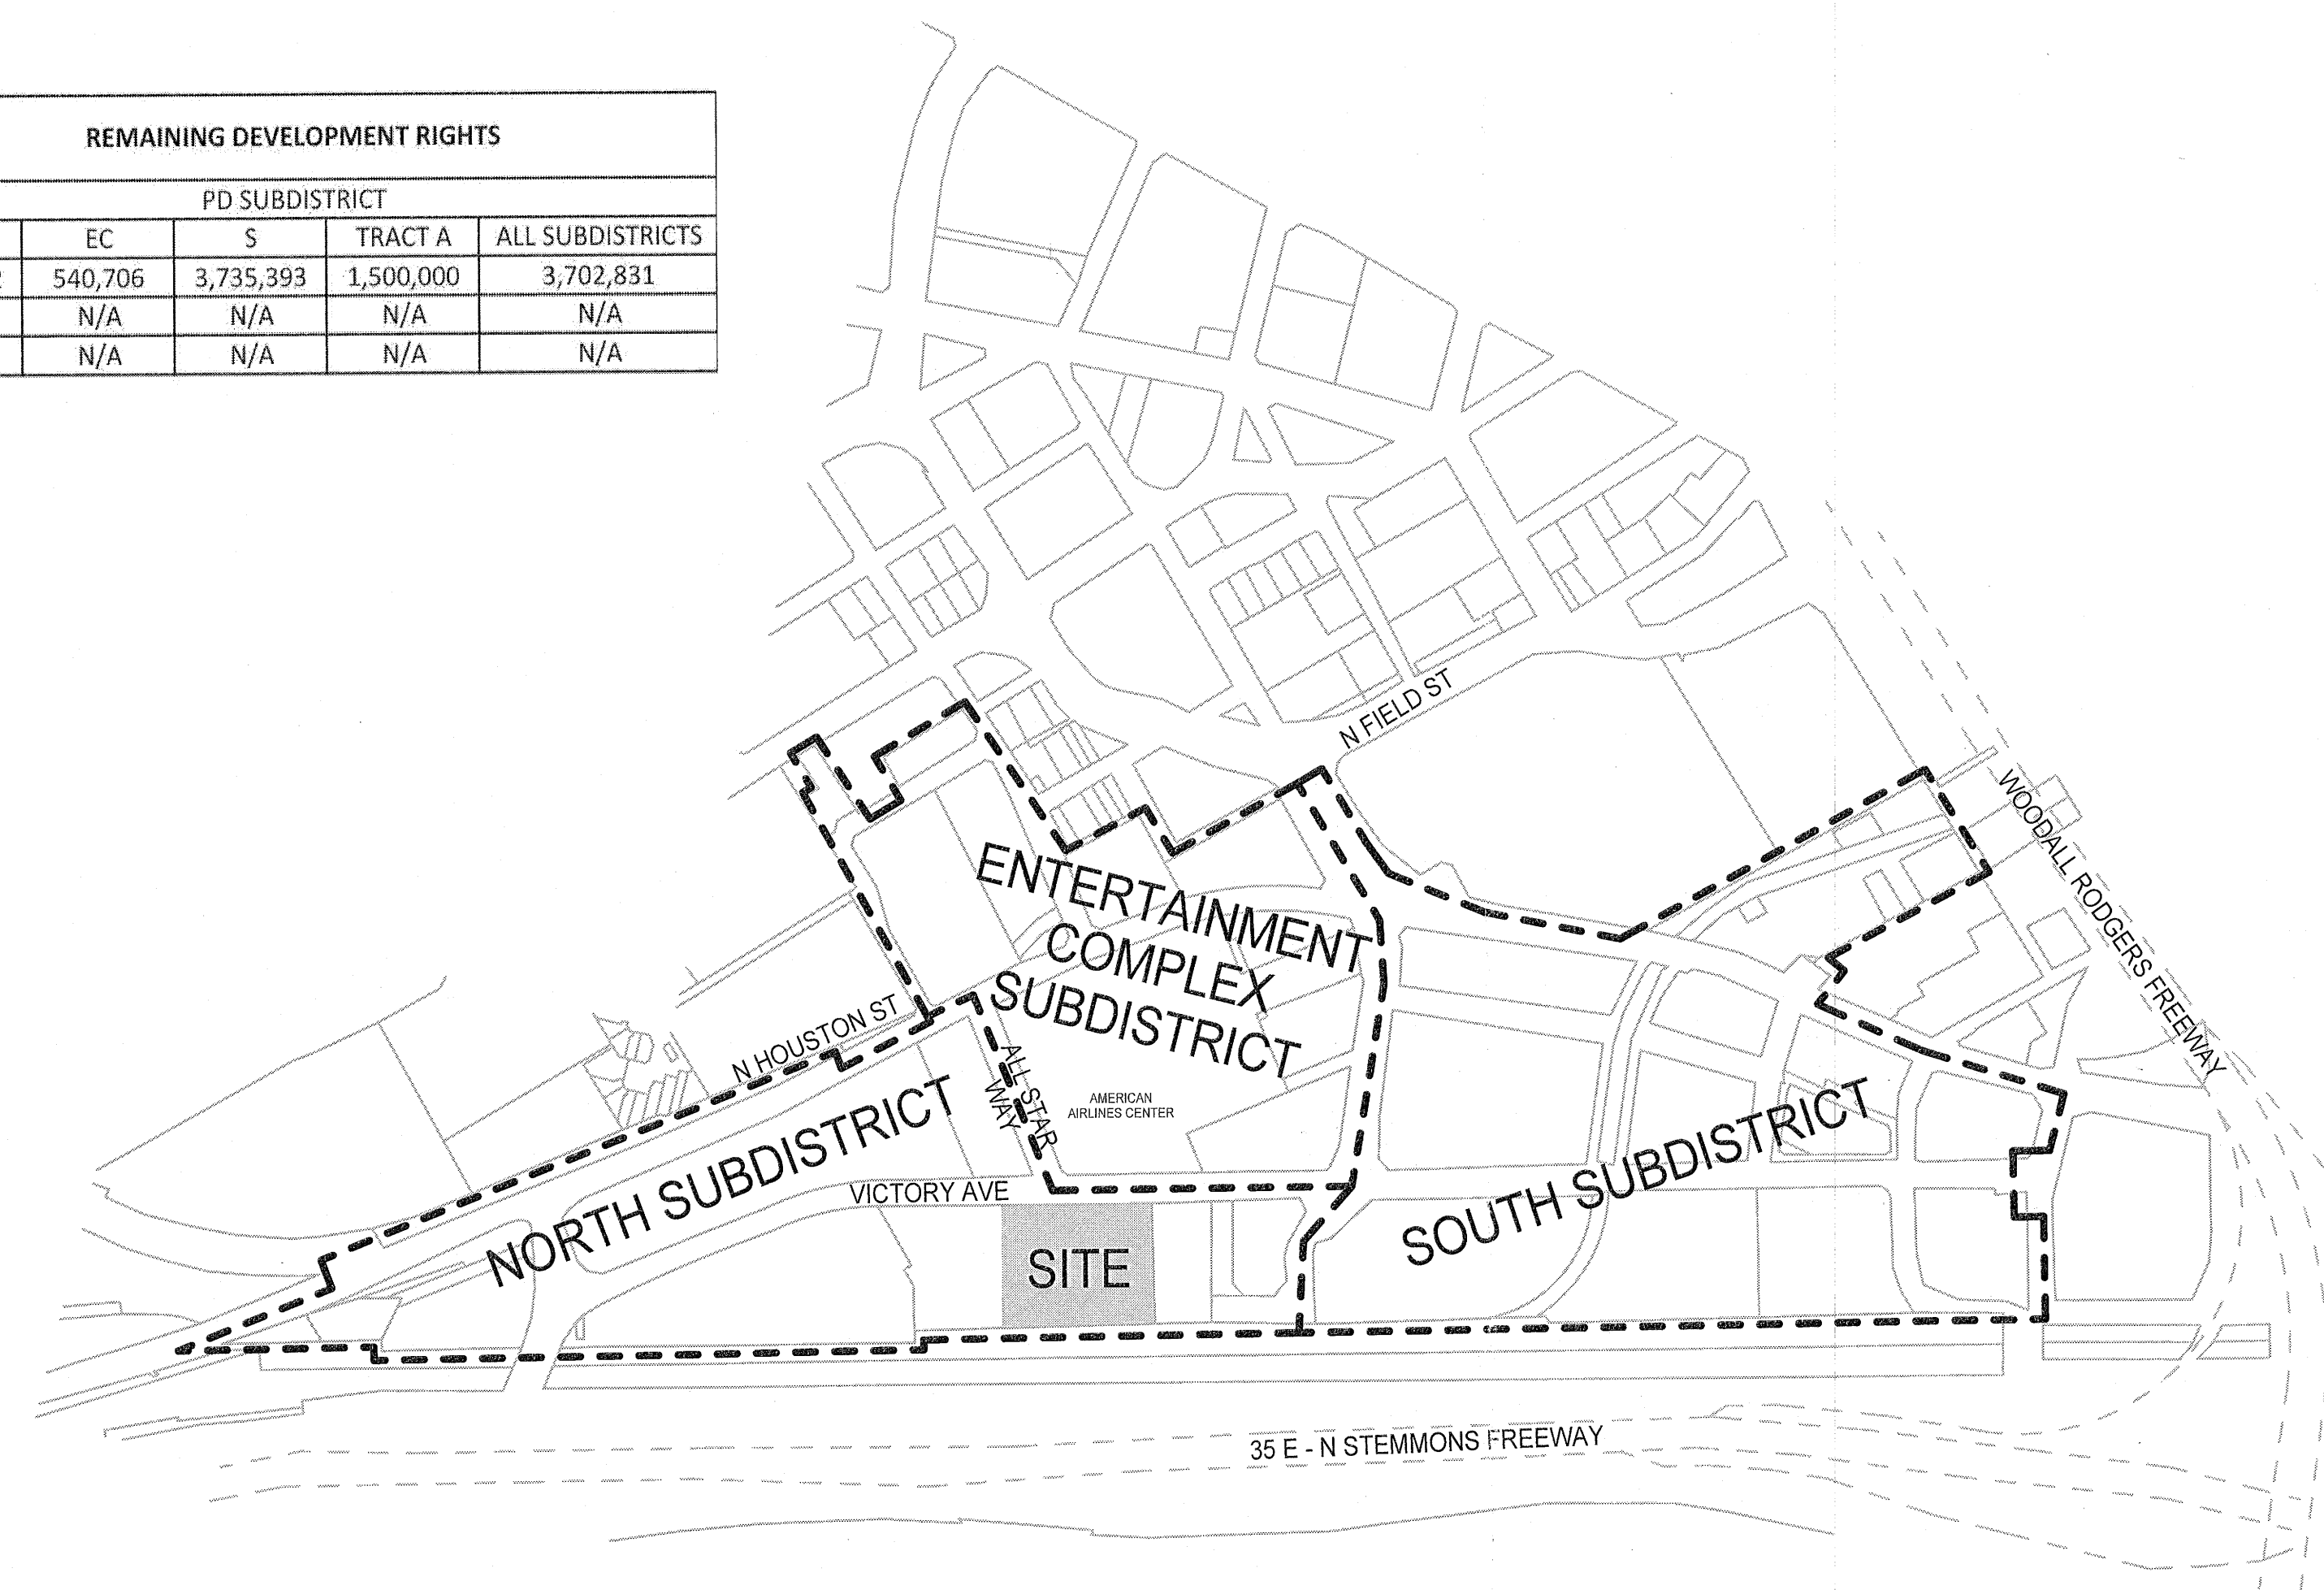 REMAINING DEVELOPMENT RIGHTS
PD SUBDISTRICT
EC S TRACT A ALL SUBDISTRICTS
540,706 3,735,393 1,500,000 3,702,831
N/A N/A N/A N/A
N/A N/A N/A N/A
N FIELD ST
WOODALL RODGERS FREEWAY
ENTERTAINMENT
COMPLEX
SUBDISTRICT
N HOUSTON ST
ALL STAR
WAY
AMERICAN
AIRLINES CENTER
NORTH SUBDISTRICT
VICTORY AVE
SOUTH SUBDISTRICT
SITE
35 E - N STEMMONS FREEWAY